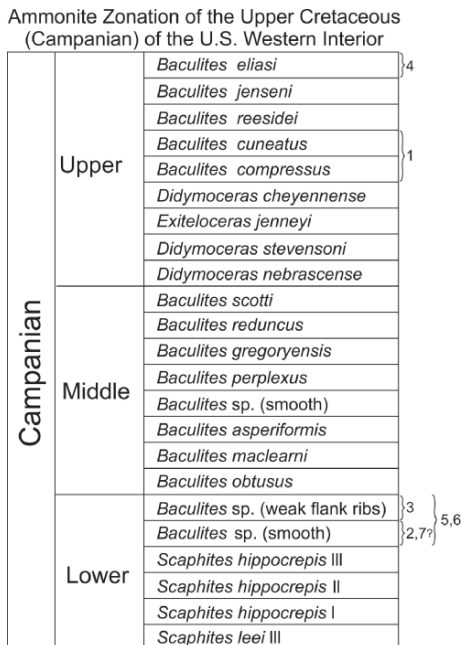 Ammonite Zonation of the Upper Cretaceous
(Campanian) of the U.S. Western Interior
Campanian
Upper
Baculites eliasi
4
Baculites jenseni
Baculites reesidei
Baculites cuneatus
1
Baculites compressus
Didymoceras cheyennense
Exiteloceras jenneyi
Didymoceras stevensoni
Didymoceras nebrascense
Middle
Baculites scotti
Baculites reduncus
Baculites gregoryensis
Baculites perplexus
Baculites sp. (smooth)
Baculites asperiformis
Baculites maclearni
Baculites obtusus
Lower
Baculites sp. (weak flank ribs)
3
5,6
Baculites sp. (smooth)
2,7?
Scaphites hippocrepis III
Scaphites hippocrepis II
Scaphites hippocrepis I
Scaphites leei III